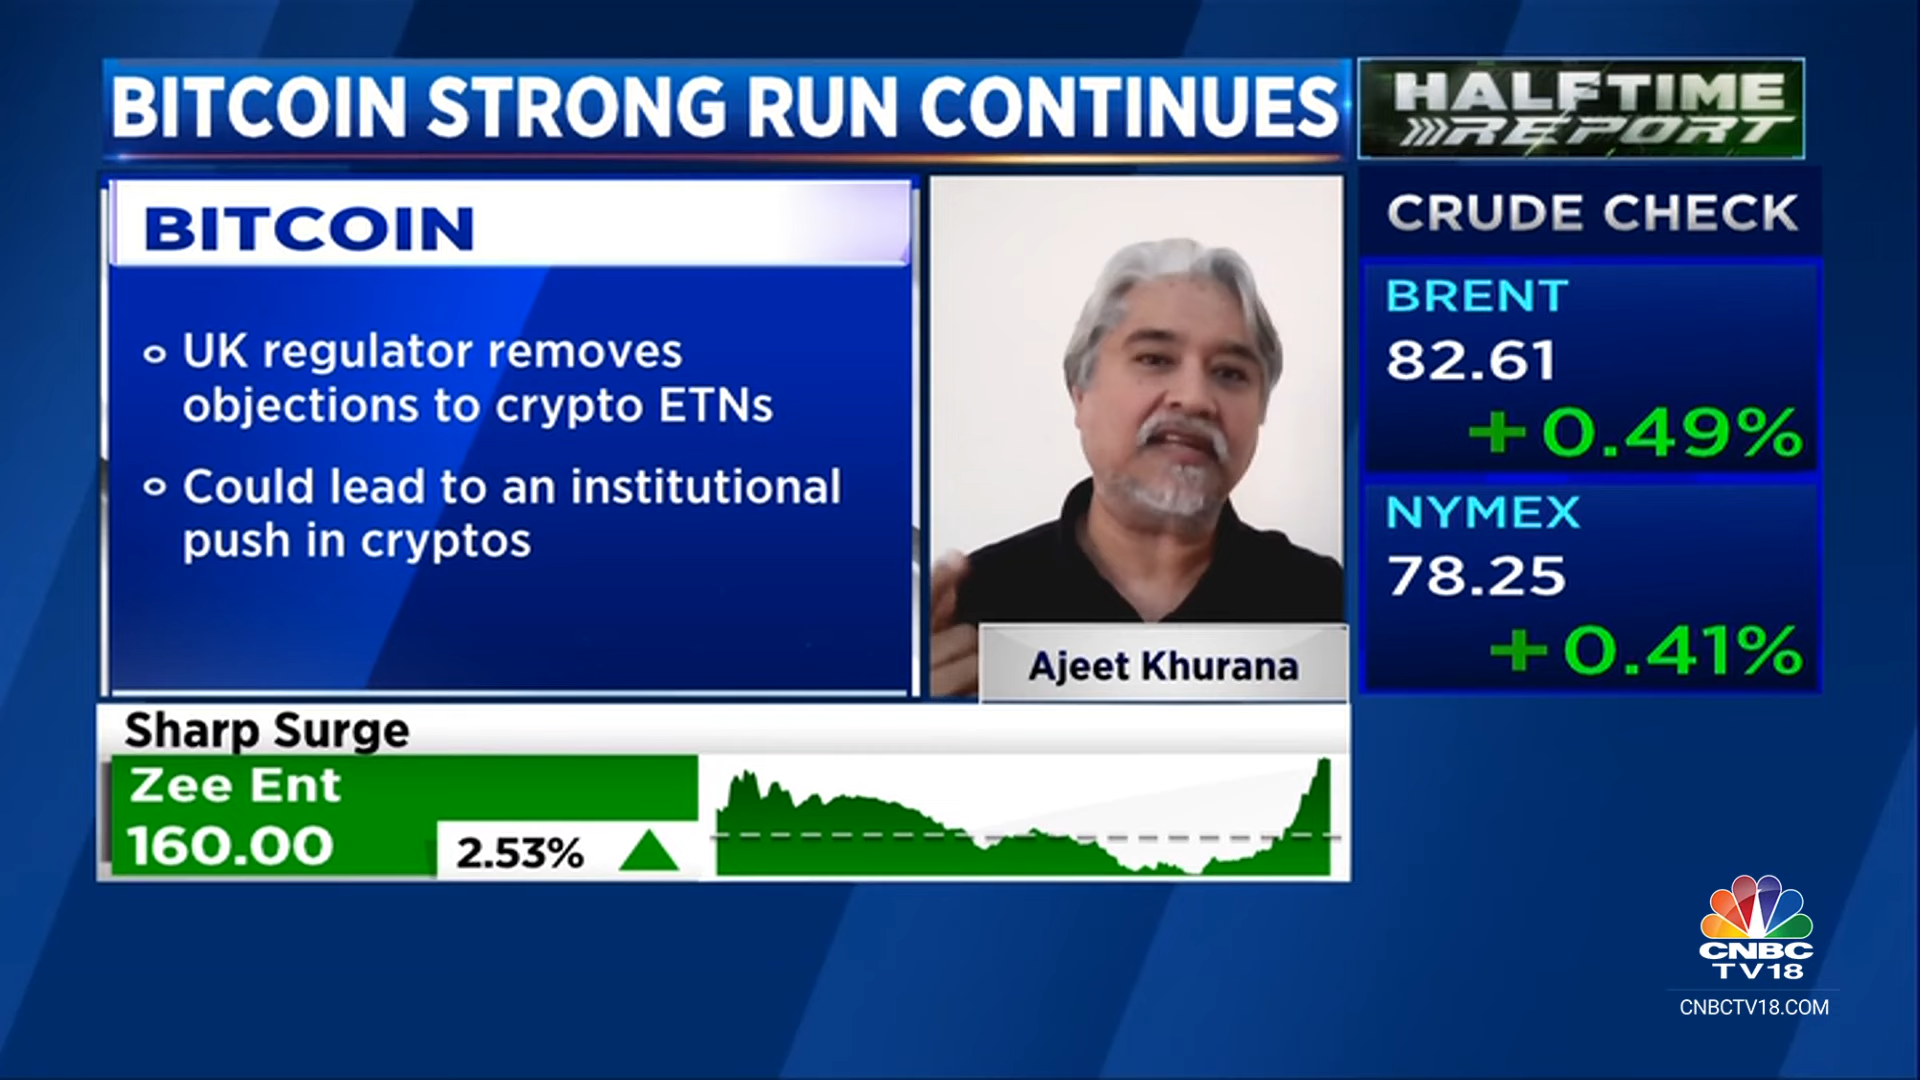 BITCOIN STRONG RUN CONTINUES
HALFTIME
REPORT
BITCOIN
UK regulator removes
objections to crypto ETNs
Could lead to an institutional
push in cryptos
Ajeet Khurana
CRUDE CHECK
BRENT
82.61
+0.49%
NYMEX
78.25
+0.41%
Sharp Surge
Zee Ent
160.00
2.53%
CNBC
TV18
CNBCTV18.COM